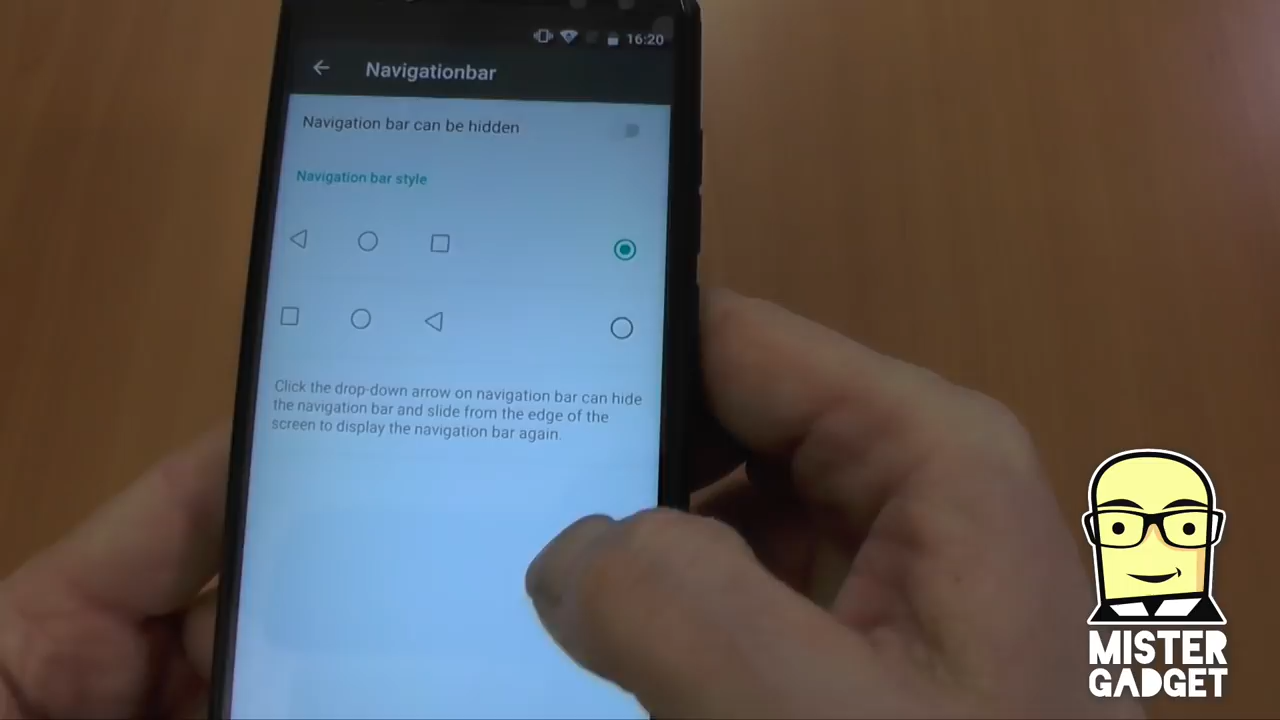 16:20
Navigationbar
Navigation bar can be hidden
Navigation bar style
Click the drop-down arrow on navigation bar can hide
the navigation bar and slide from the edge of the
screen to display the navigation bar again.
MISTER
GADGET